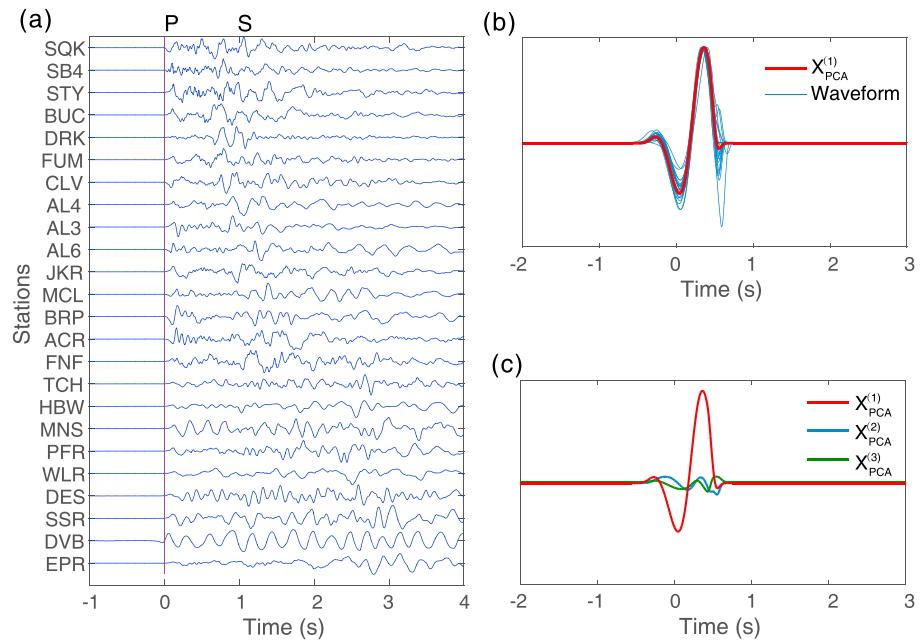 (a)
P S
SQK
SB4
STY
BUC
DRK
FUM
CLV
AL4
AL3
AL6
JKR
MCL
BRP
ACR
FNF
TCH
HBW
MNS
PFR
WLR
DES
SSR
DVB
EPR
Stations
-1 0 1 2 3 4
Time (s)
(b)
X(1)PCA
Waveform
-2 -1 0 1 2 3
Time (s)
(c)
X(1)PCA
X(2)PCA
X(3)PCA
-2 -1 0 1 2 3
Time (s)